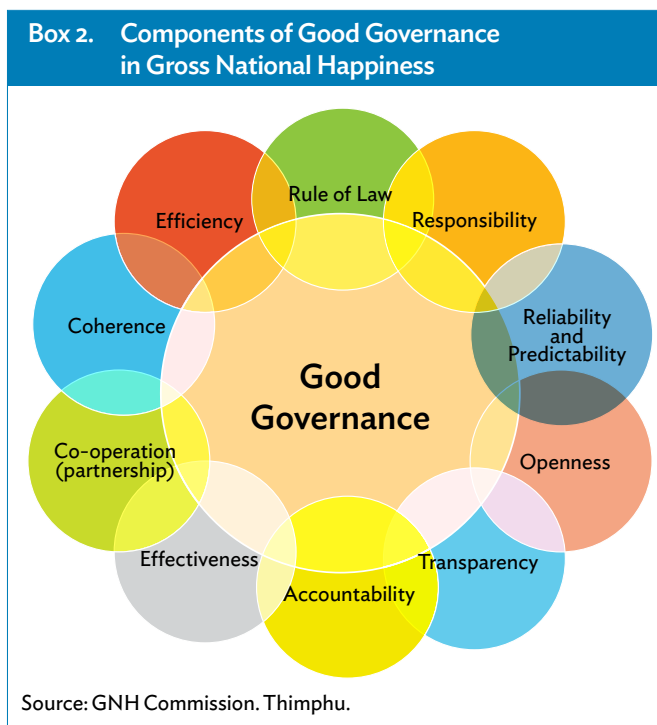 Box 2. Components of Good Governance
in Gross National Happiness
Rule of Law
Efficiency
Responsibility
Coherence
Reliability
and
Predictability
Good
Governance
Co-operation
(partnership)
Openness
Effectiveness
Transparency
Accountability
Source: GNH Commission. Thimphu.